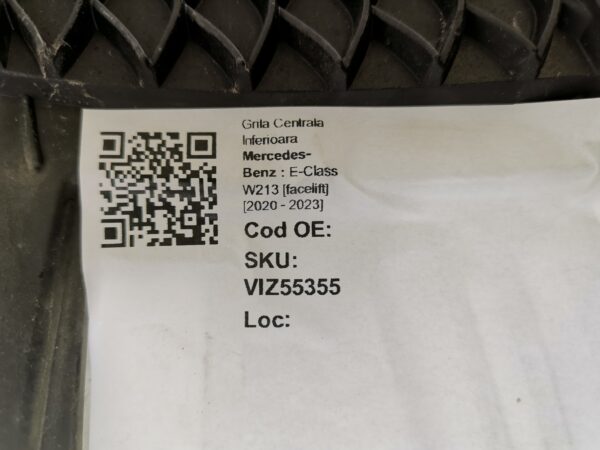 Grila Centrala
Inferioara
Mercedes-
Benz : E-Class
W213 [facelift]
[2020 - 2023]
Cod OE:
SKU:
VIZ55355
Loc: